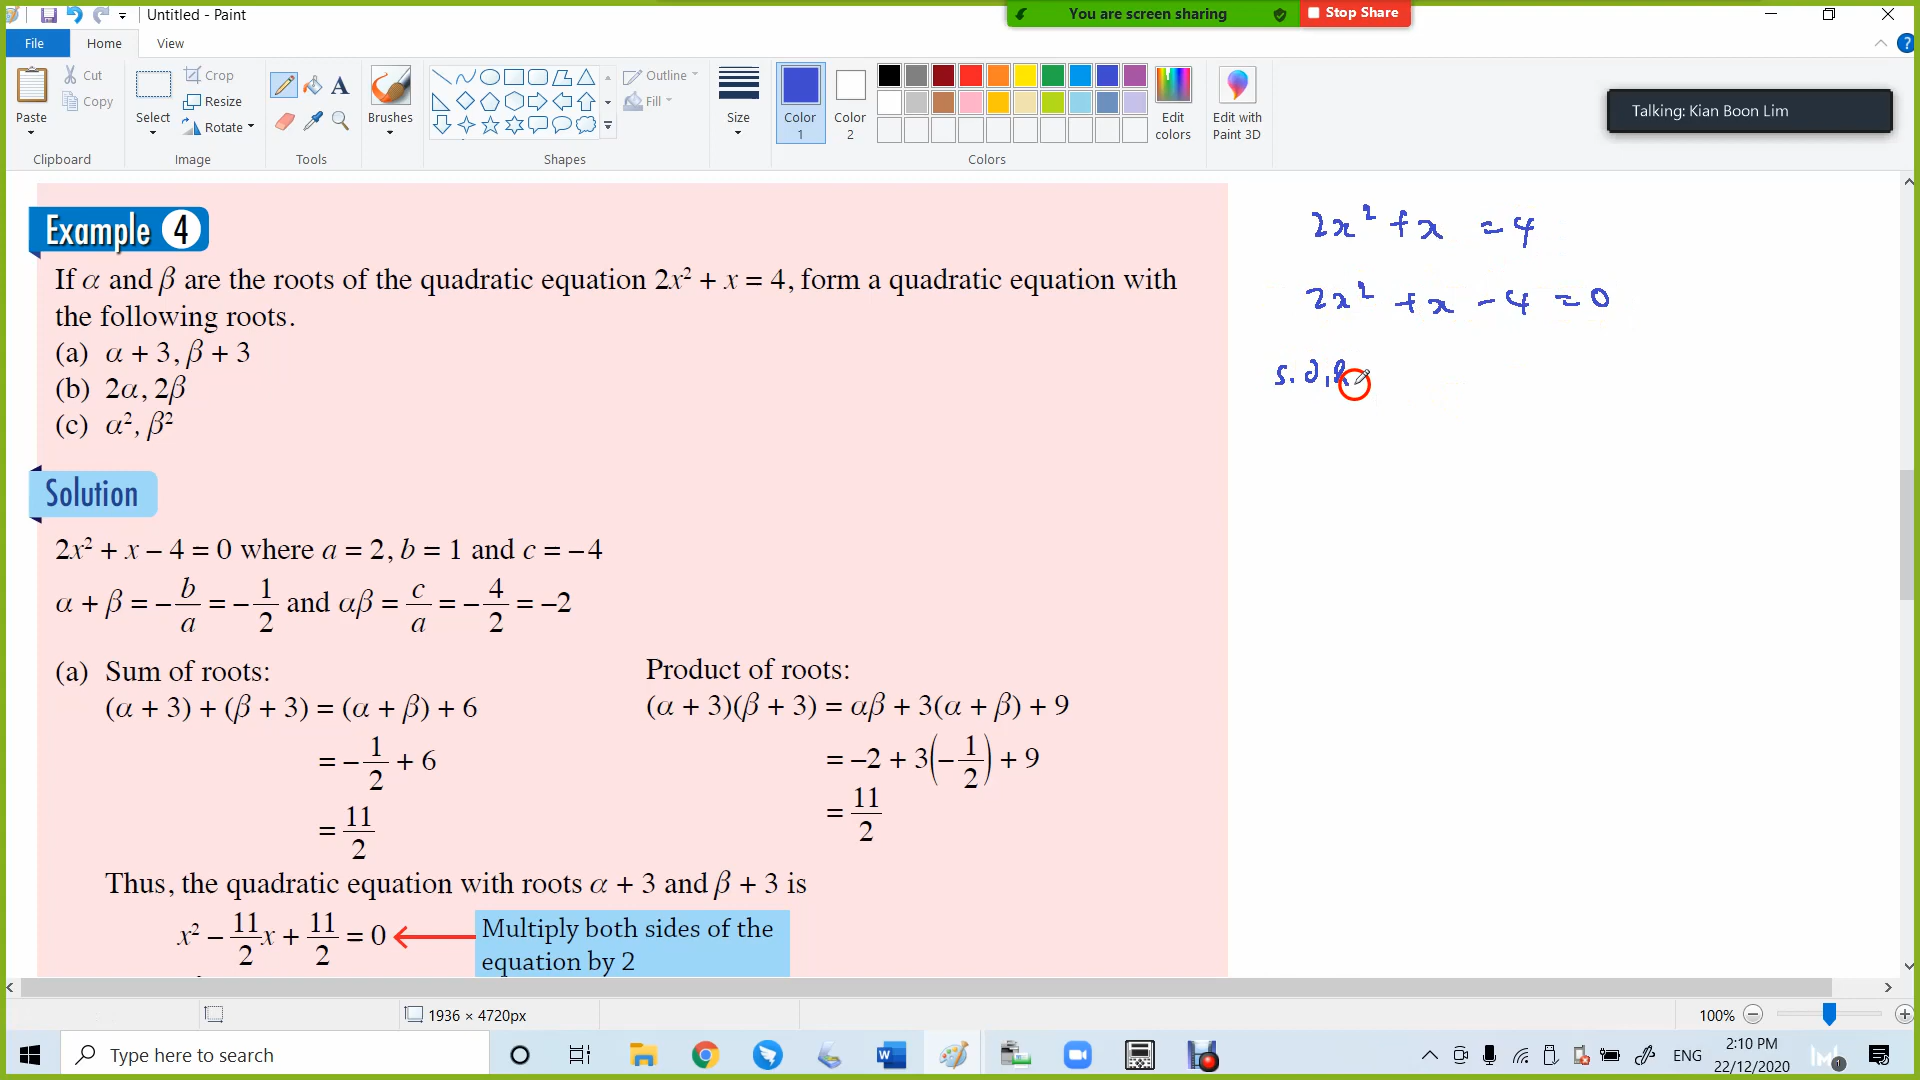 Untitled - Paint
You are screen sharing
Stop Share
File
Home
View
Paste
Cut
Copy
Clipboard
Select
Crop
Resize
Rotate
Image
Tools
Brushes
Shapes
Outline
Fill
Size
Color 1
Color 2
Colors
Edit colors
Edit with Paint 3D
Talking: Kian Boon Lim
Example 4
If α and β are the roots of the quadratic equation 2x² + x = 4, form a quadratic equation with
the following roots.
(a) α + 3, β + 3
(b) 2α, 2β
(c) α², β²
Solution
2x² + x – 4 = 0 where a = 2, b = 1 and c = –4
α + β = –b/a = –1/2 and αβ = c/a = –4/2 = –2
(a) Sum of roots:
(α + 3) + (β + 3) = (α + β) + 6
= –1/2 + 6
= 11/2
Product of roots:
(α + 3)(β + 3) = αβ + 3(α + β) + 9
= –2 + 3(–1/2) + 9
= 11/2
Thus, the quadratic equation with roots α + 3 and β + 3 is
x² – 11/2x + 11/2 = 0
Multiply both sides of the
equation by 2
2x² + x = 4
2x² + x - 4 = 0
1936 × 4720px
100%
Type here to search
ENG
2:10 PM
22/12/2020